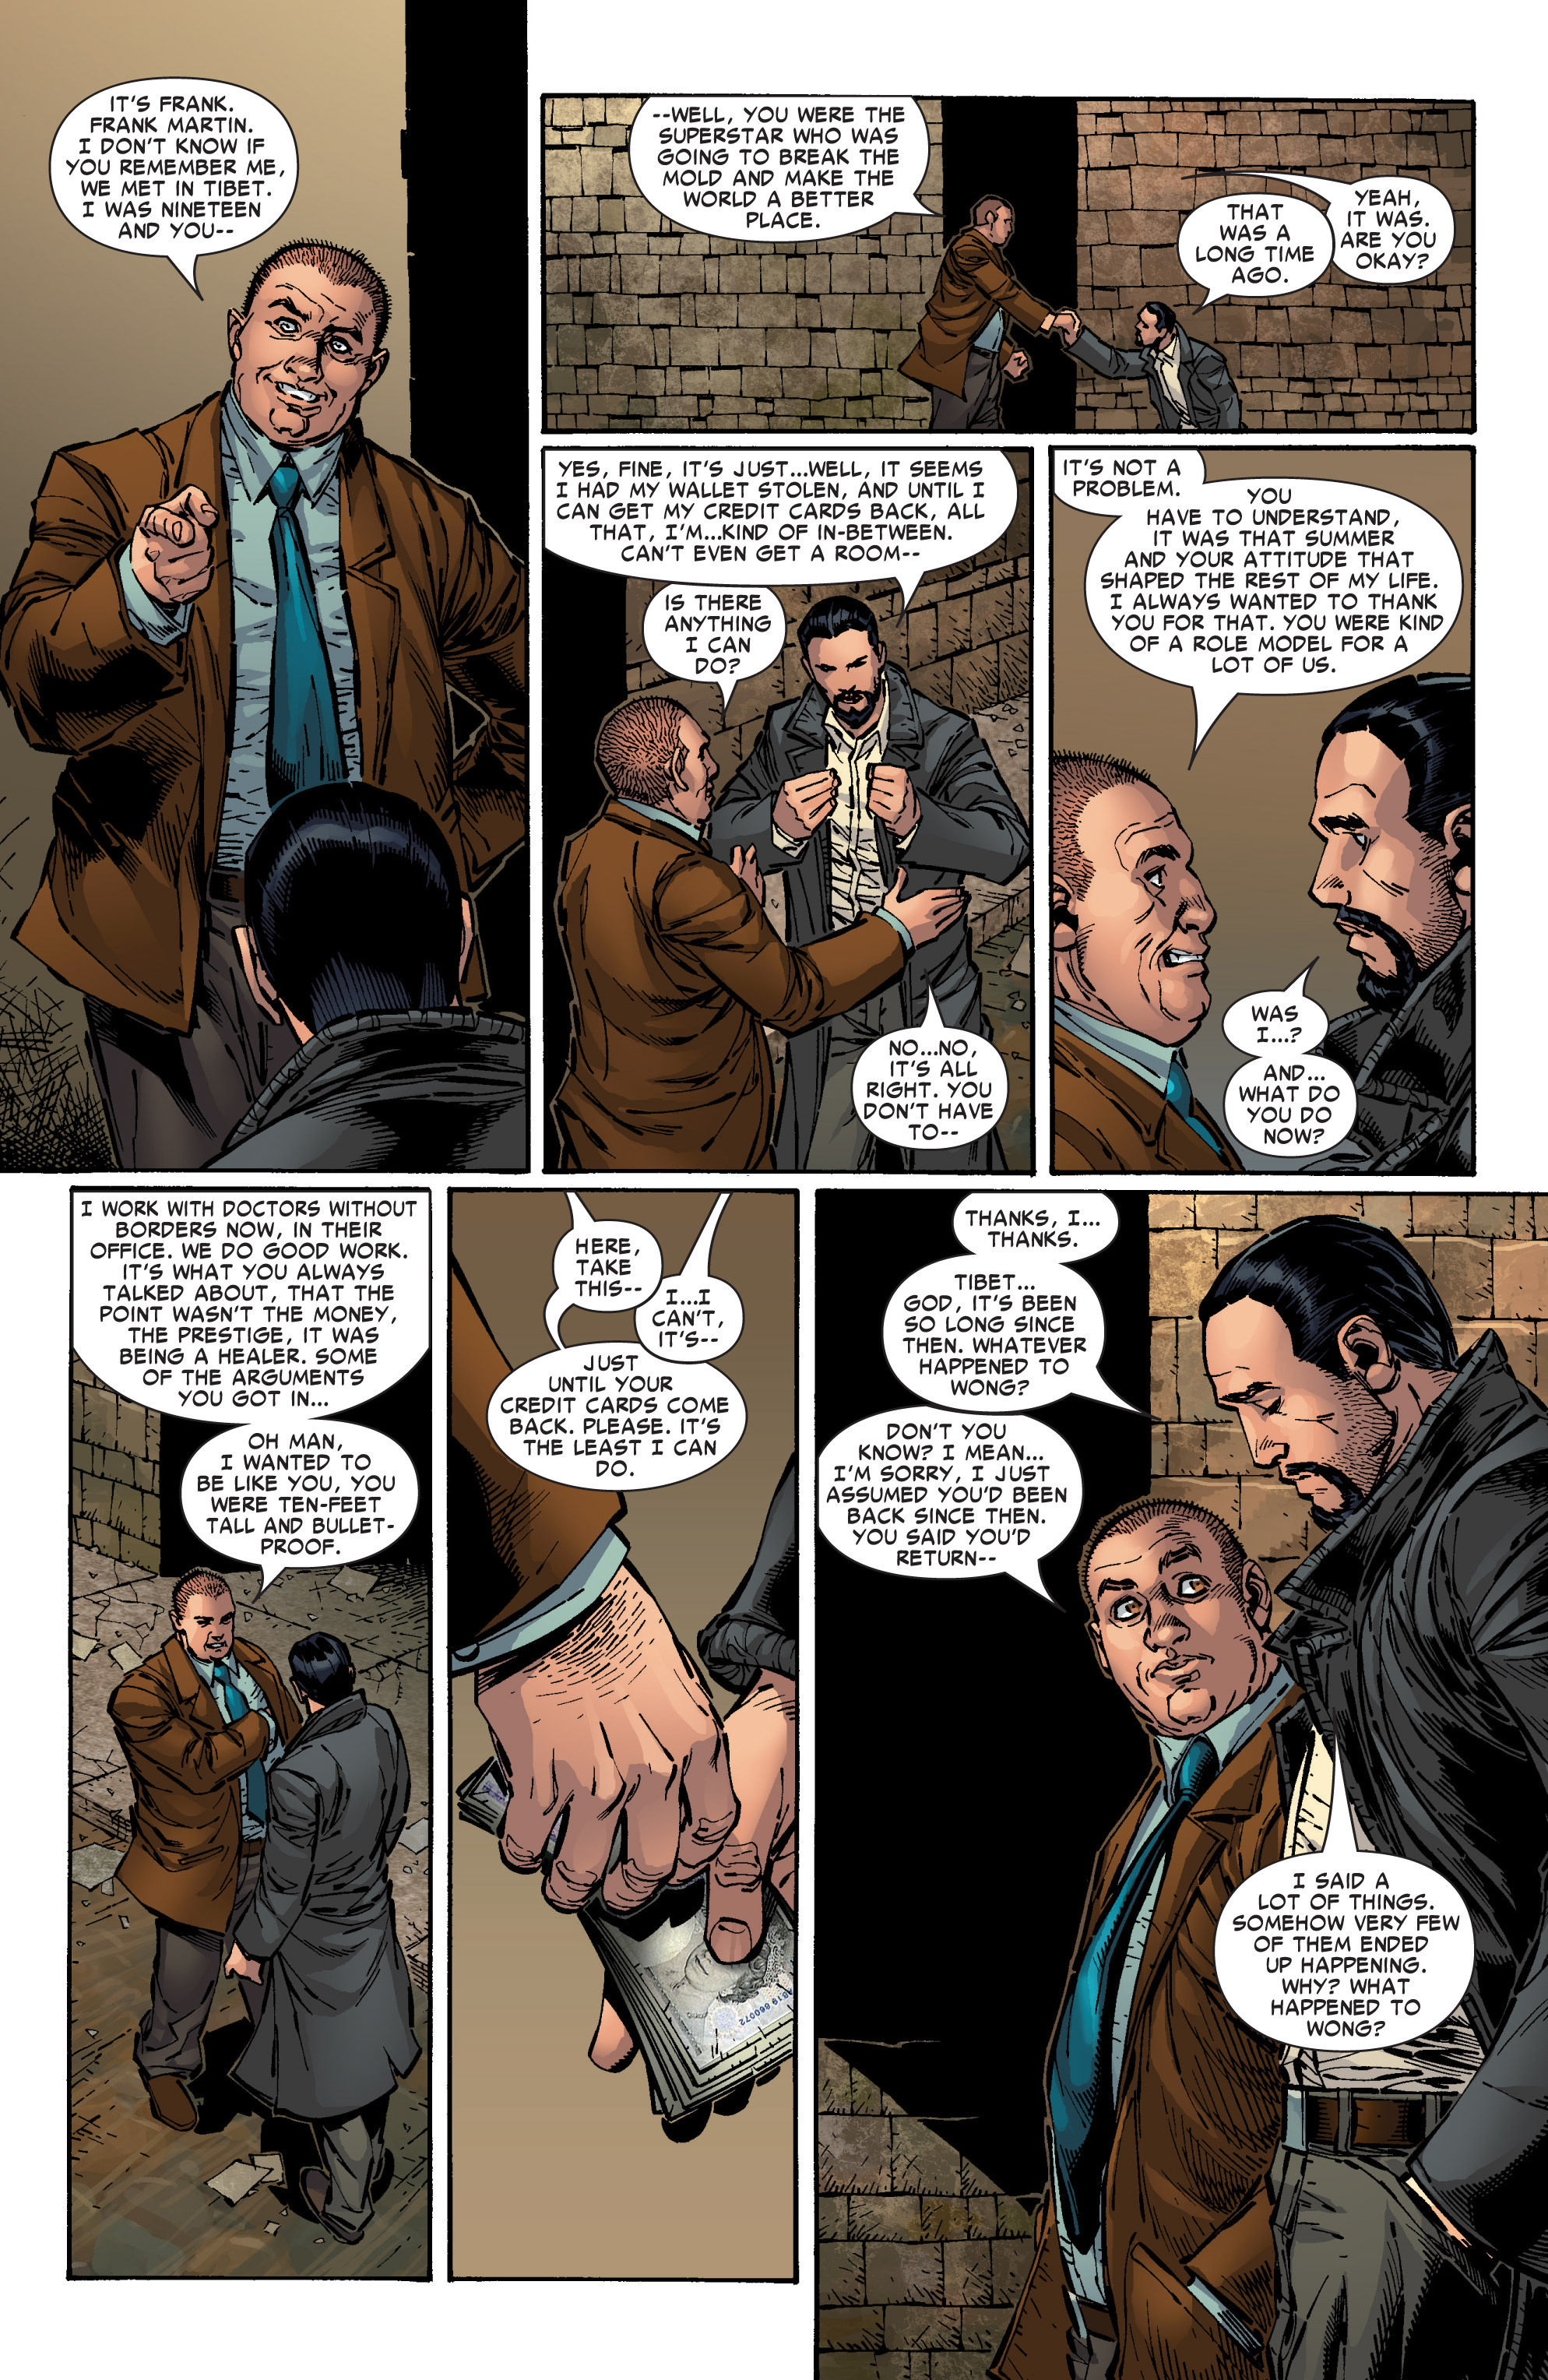 IT'S FRANK.
FRANK MARTIN.
I DON'T KNOW IF
YOU REMEMBER ME,
WE MET IN TIBET.
I WAS NINETEEN
AND YOU--
--WELL, YOU WERE THE
SUPERSTAR WHO WAS
GOING TO BREAK THE
MOLD AND MAKE THE
WORLD A BETTER
PLACE.
THAT
WAS A
LONG TIME
AGO.
YEAH,
IT WAS.
ARE YOU
OKAY?
YES, FINE, IT'S JUST...WELL, IT SEEMS
I HAD MY WALLET STOLEN, AND UNTIL I
CAN GET MY CREDIT CARDS BACK, ALL
THAT, I'M...KIND OF IN-BETWEEN.
CAN'T EVEN GET A ROOM--
IS THERE
ANYTHING
I CAN
DO?
NO...NO,
IT'S ALL
RIGHT. YOU
DON'T HAVE
TO--
IT'S NOT A
PROBLEM.
YOU
HAVE TO UNDERSTAND,
IT WAS THAT SUMMER
AND YOUR ATTITUDE THAT
SHAPED THE REST OF MY LIFE.
I ALWAYS WANTED TO THANK
YOU FOR THAT. YOU WERE KIND
OF A ROLE MODEL FOR A
LOT OF US.
WAS
I...?
AND...
WHAT DO
YOU DO
NOW?
I WORK WITH DOCTORS WITHOUT
BORDERS NOW, IN THEIR
OFFICE. WE DO GOOD WORK.
IT'S WHAT YOU ALWAYS
TALKED ABOUT, THAT THE
POINT WASN'T THE MONEY,
THE PRESTIGE, IT WAS
BEING A HEALER. SOME
OF THE ARGUMENTS
YOU GOT IN...
OH MAN,
I WANTED TO
BE LIKE YOU, YOU
WERE TEN-FEET
TALL AND BULLET-
PROOF.
HERE,
TAKE
THIS--
I...I
CAN'T,
IT'S--
JUST
UNTIL YOUR
CREDIT CARDS COME
BACK. PLEASE. IT'S
THE LEAST I CAN
DO.
AB19 660072
THANKS, I...
THANKS.
TIBET...
GOD, IT'S BEEN
SO LONG SINCE
THEN. WHATEVER
HAPPENED TO
WONG?
DON'T YOU
KNOW? I MEAN...
I'M SORRY, I JUST
ASSUMED YOU'D BEEN
BACK SINCE THEN.
YOU SAID YOU'D
RETURN--
I SAID A
LOT OF THINGS.
SOMEHOW VERY FEW
OF THEM ENDED
UP HAPPENING.
WHY? WHAT
HAPPENED TO
WONG?